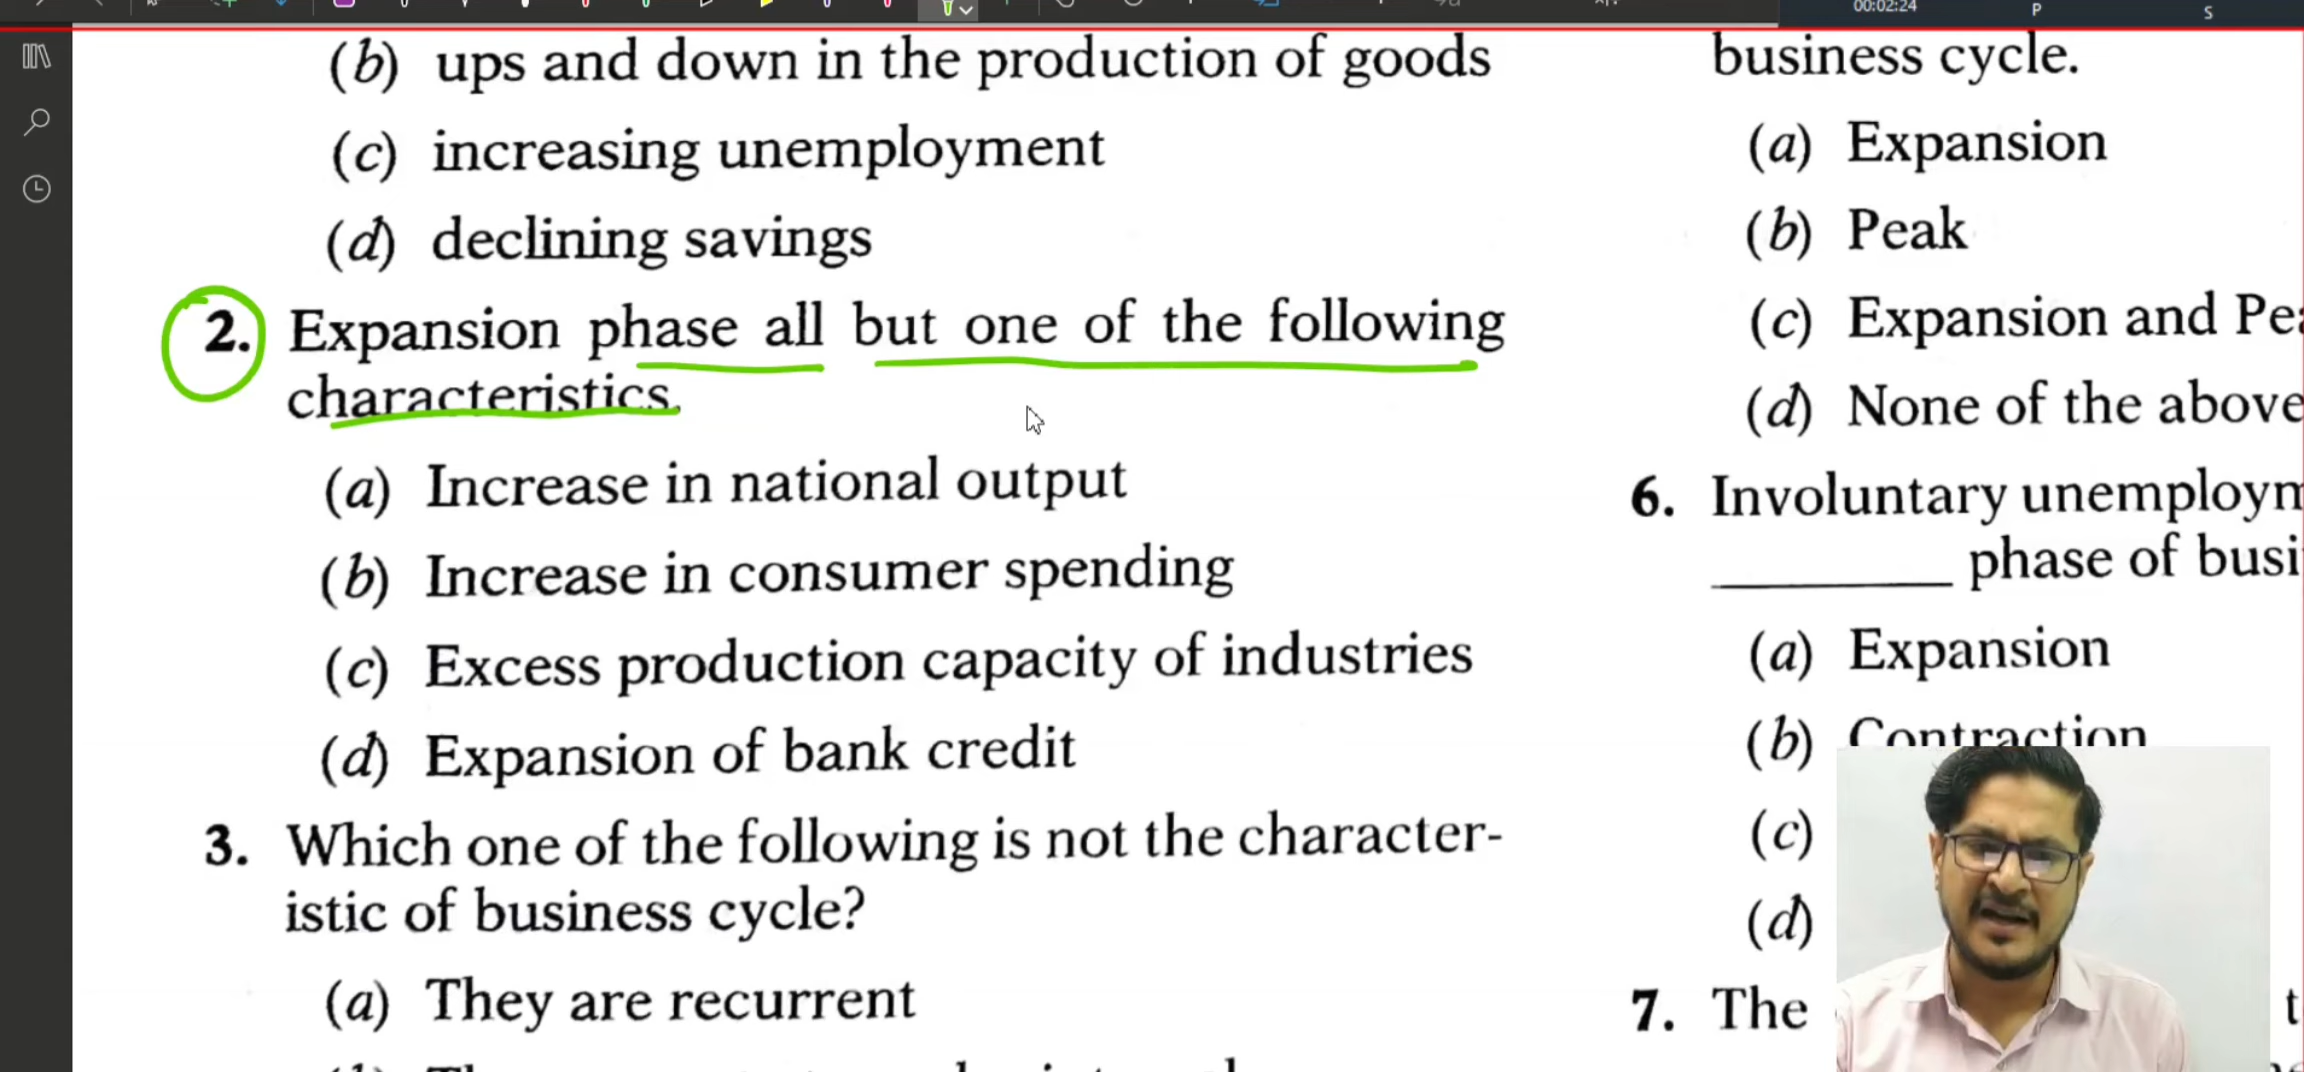 00:02:24
P
S
(b) ups and down in the production of goods
(c) increasing unemployment
(d) declining savings
2. Expansion phase all but one of the following
characteristics.
(a) Increase in national output
(b) Increase in consumer spending
(c) Excess production capacity of industries
(d) Expansion of bank credit
3. Which one of the following is not the character-
istic of business cycle?
(a) They are recurrent
business cycle.
(a) Expansion
(b) Peak
(c) Expansion and
(d) None of the above
6. Involuntary
phase of
(a) Expansion
(b) Contraction
(c)
(d)
7. The